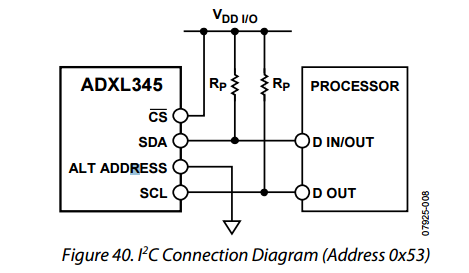 VDD I/O
ADXL345
RP
RP
PROCESSOR
CS
SDA
D IN/OUT
ALT ADDRESS
SCL
D OUT
07925-008
Figure 40. I²C Connection Diagram (Address 0x53)